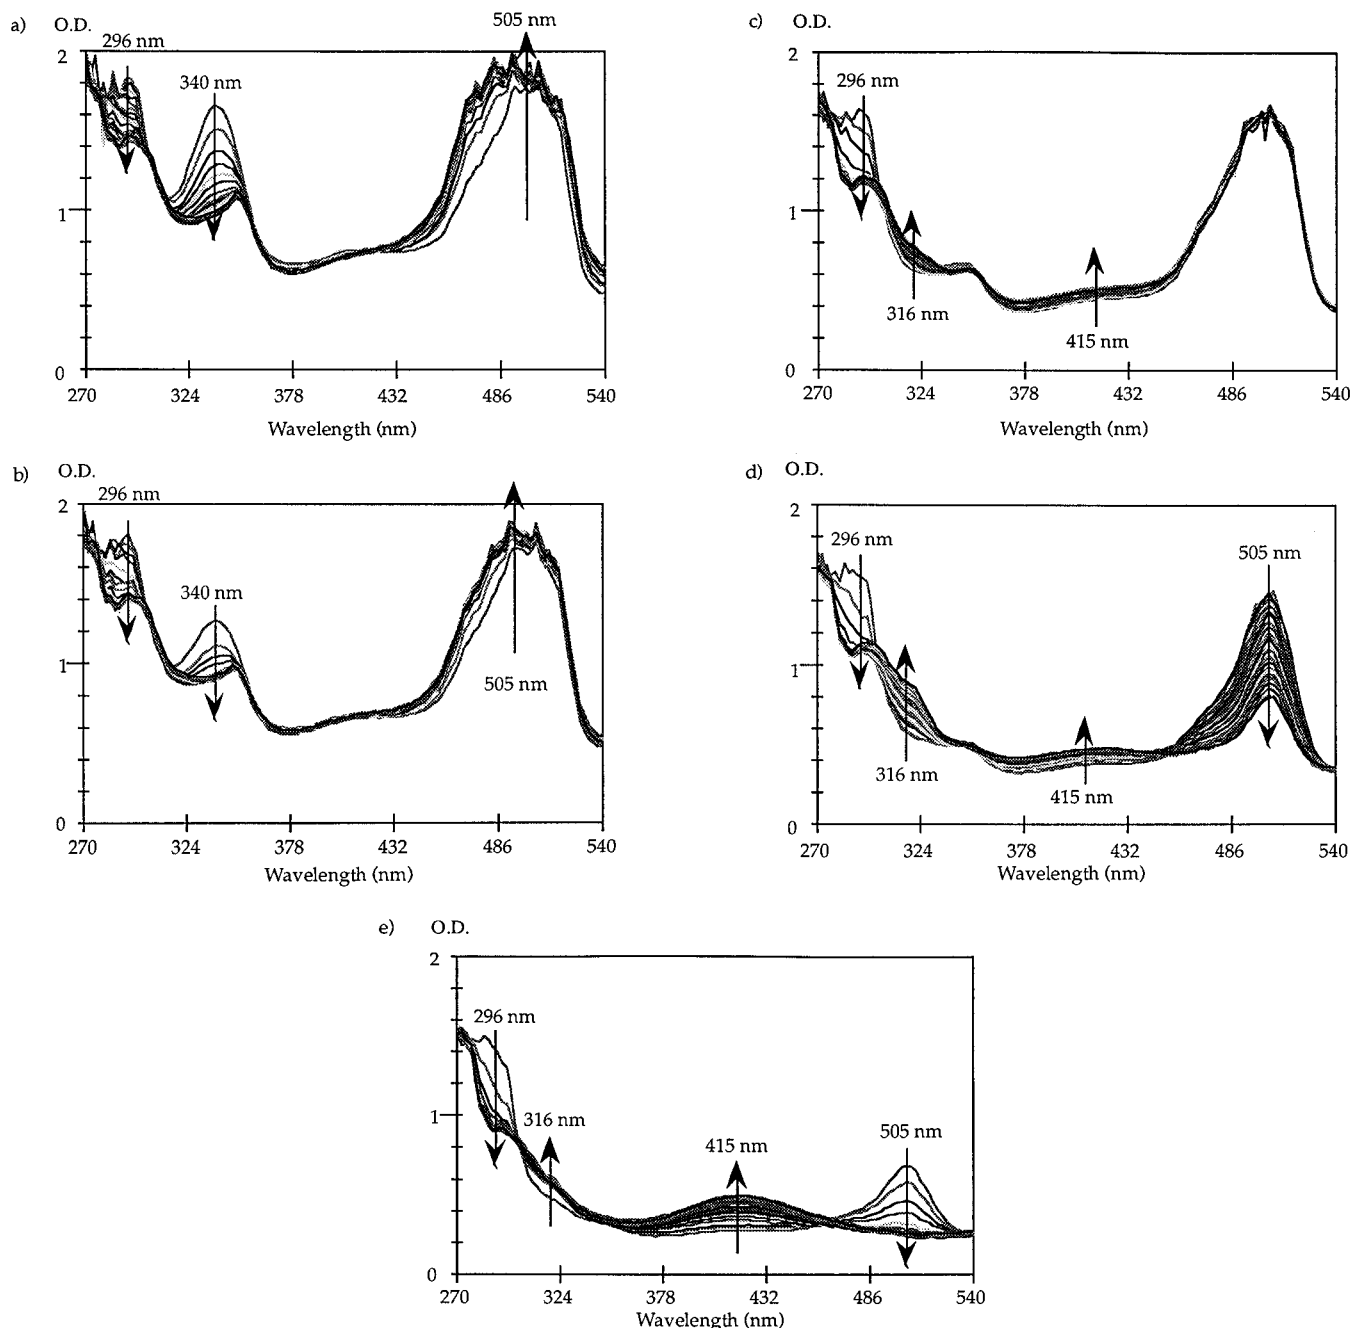 a) O.D.
505 nm
296 nm
340 nm
2
1
0
270 324 378 432 486 540
Wavelength (nm)
b) O.D.
296 nm
340 nm
505 nm
2
1
0
270 324 378 432 486 540
Wavelength (nm)
c) O.D.
296 nm
316 nm
415 nm
2
1
0
270 324 378 432 486 540
Wavelength (nm)
d) O.D.
296 nm
505 nm
316 nm
415 nm
2
1
0
270 324 378 432 486 540
Wavelength (nm)
e) O.D.
296 nm
316 nm
415 nm
505 nm
2
1
0
270 324 378 432 486 540
Wavelength (nm)